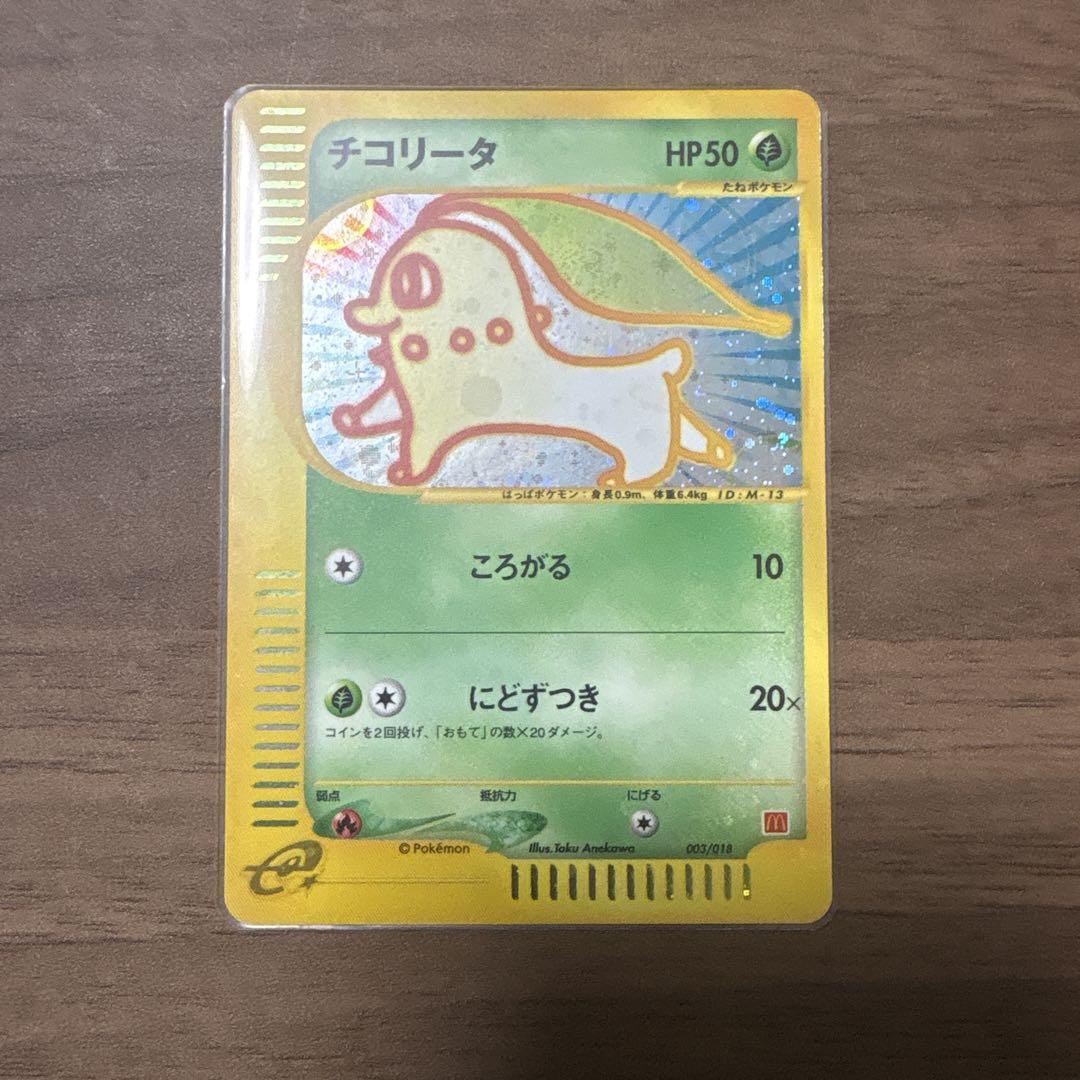 チコリータ HP50
たねポケモン
はっぱポケモン：身長0.9m、体重6.4kg ID:M-13
ころがる 10
にどずつき 20×
コインを2回投げ、「おもて」の数×20ダメージ。
弱点 抵抗力 にげる
©Pokémon Illus.Taku Anekawa 003/018
e